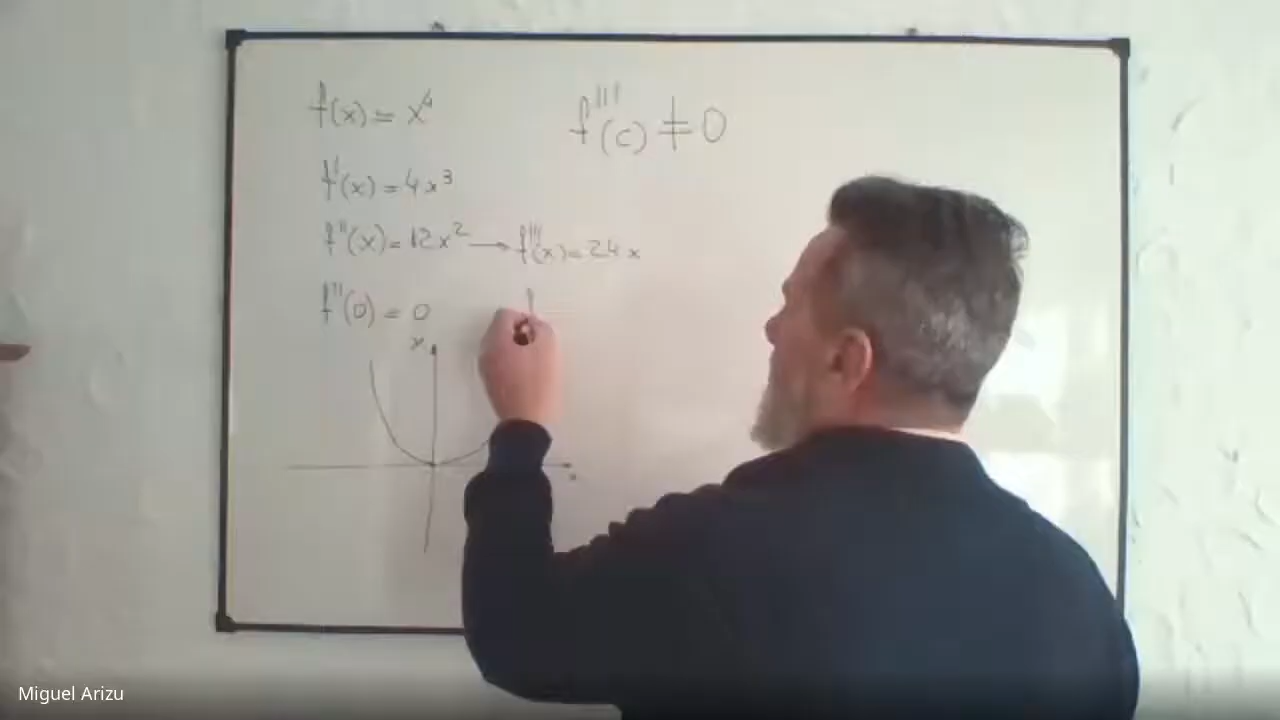 f(x) = x⁴
f'''(c) ≠ 0
f'(x) = 4x³
f''(x) = 12x² → f'''(x) = 24x
f''(0) = 0
x
Miguel Arizu